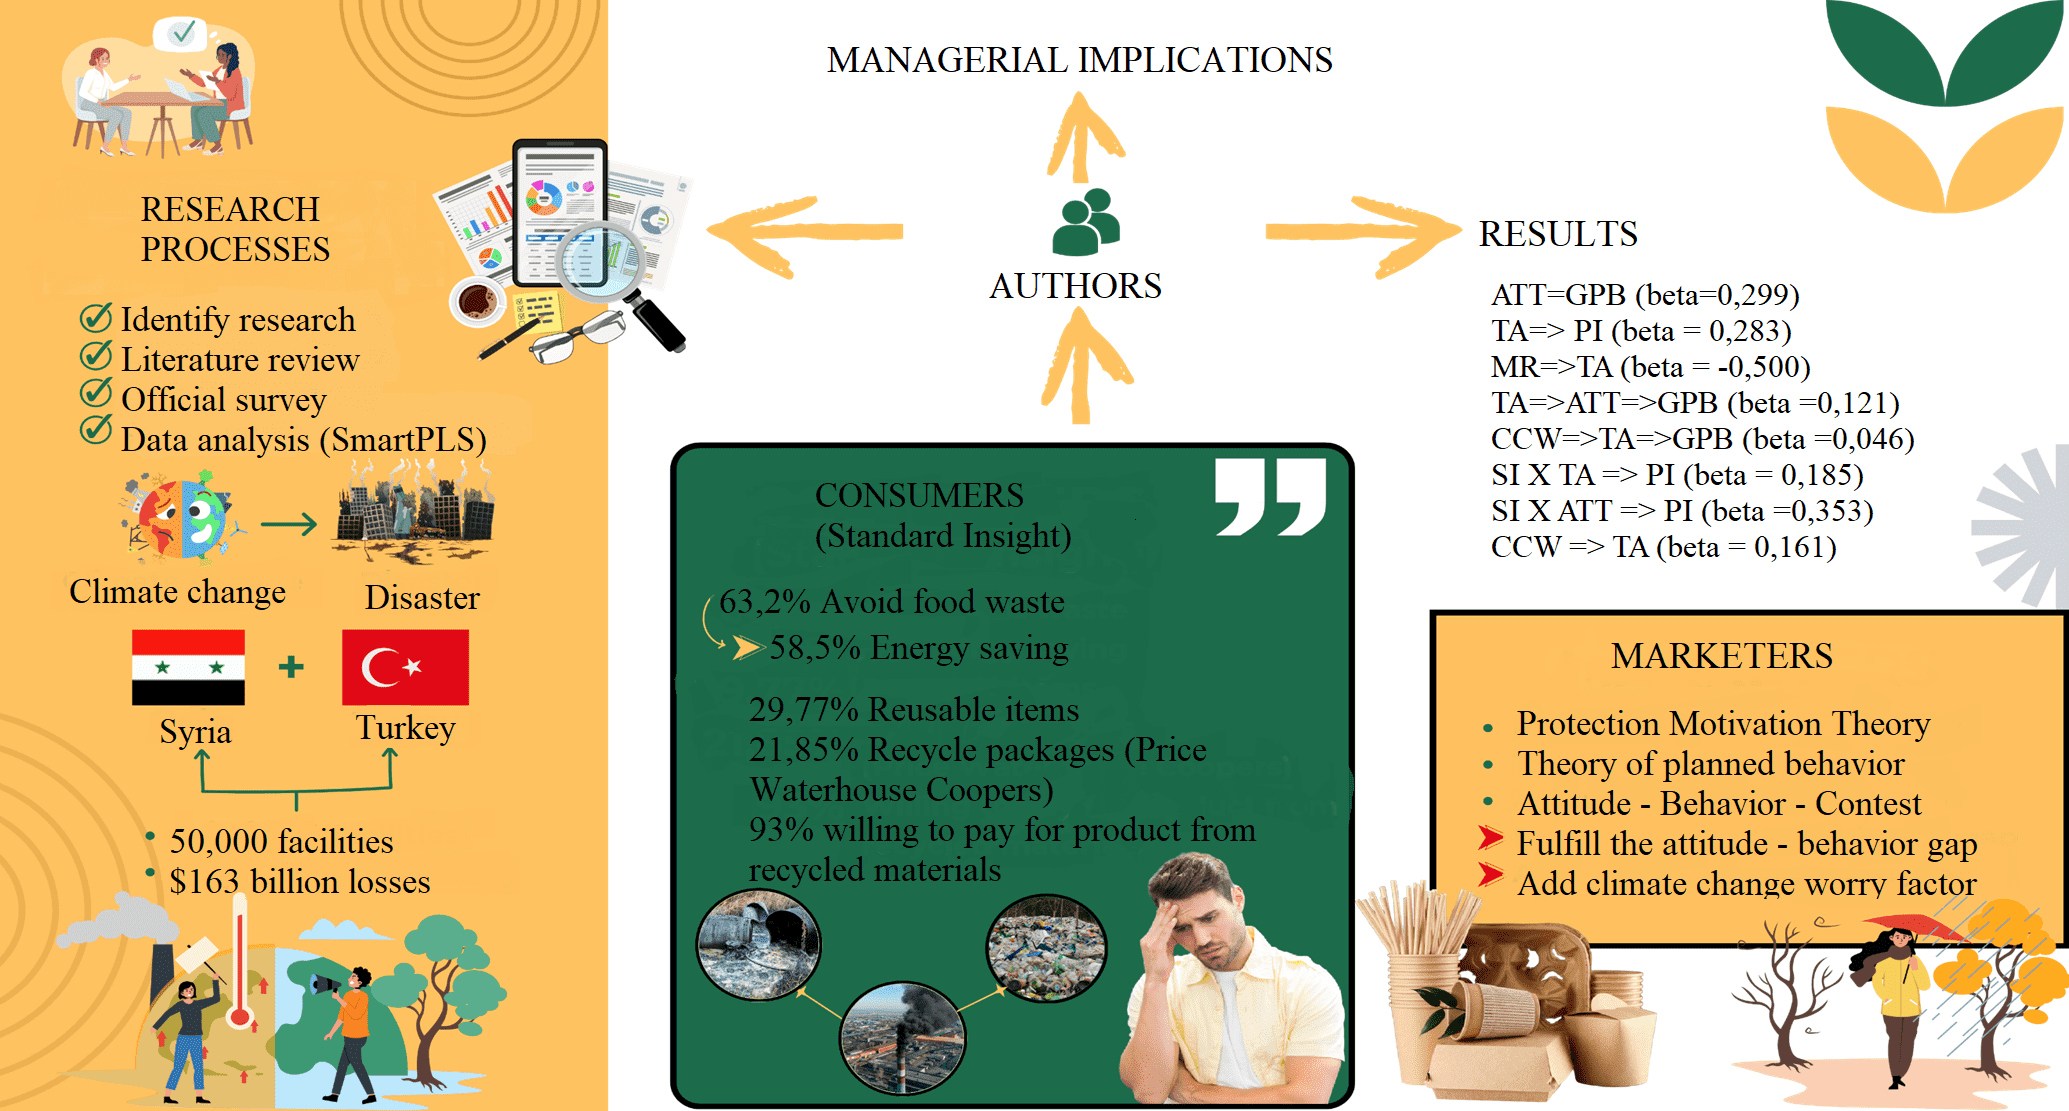 MANAGERIAL IMPLICATIONS
RESEARCH
PROCESSES
Identify research
Literature review
Official survey
Data analysis (SmartPLS)
Climate change
Disaster
Syria
Turkey
50,000 facilities
$163 billion losses
AUTHORS
CONSUMERS
(Standard Insight)
63,2% Avoid food waste
58,5% Energy saving
29,77% Reusable items
21,85% Recycle packages (Price
Waterhouse Coopers)
93% willing to pay for product from
recycled materials
RESULTS
ATT=GPB (beta=0,299)
TA=> PI (beta = 0,283)
MR=>TA (beta = -0,500)
TA=>ATT=>GPB (beta =0,121)
CCW=>TA=>GPB (beta =0,046)
SI X TA => PI (beta = 0,185)
SI X ATT => PI (beta =0,353)
CCW => TA (beta = 0,161)
MARKETERS
Protection Motivation Theory
Theory of planned behavior
Attitude - Behavior - Contest
Fulfill the attitude - behavior gap
Add climate change worry factor